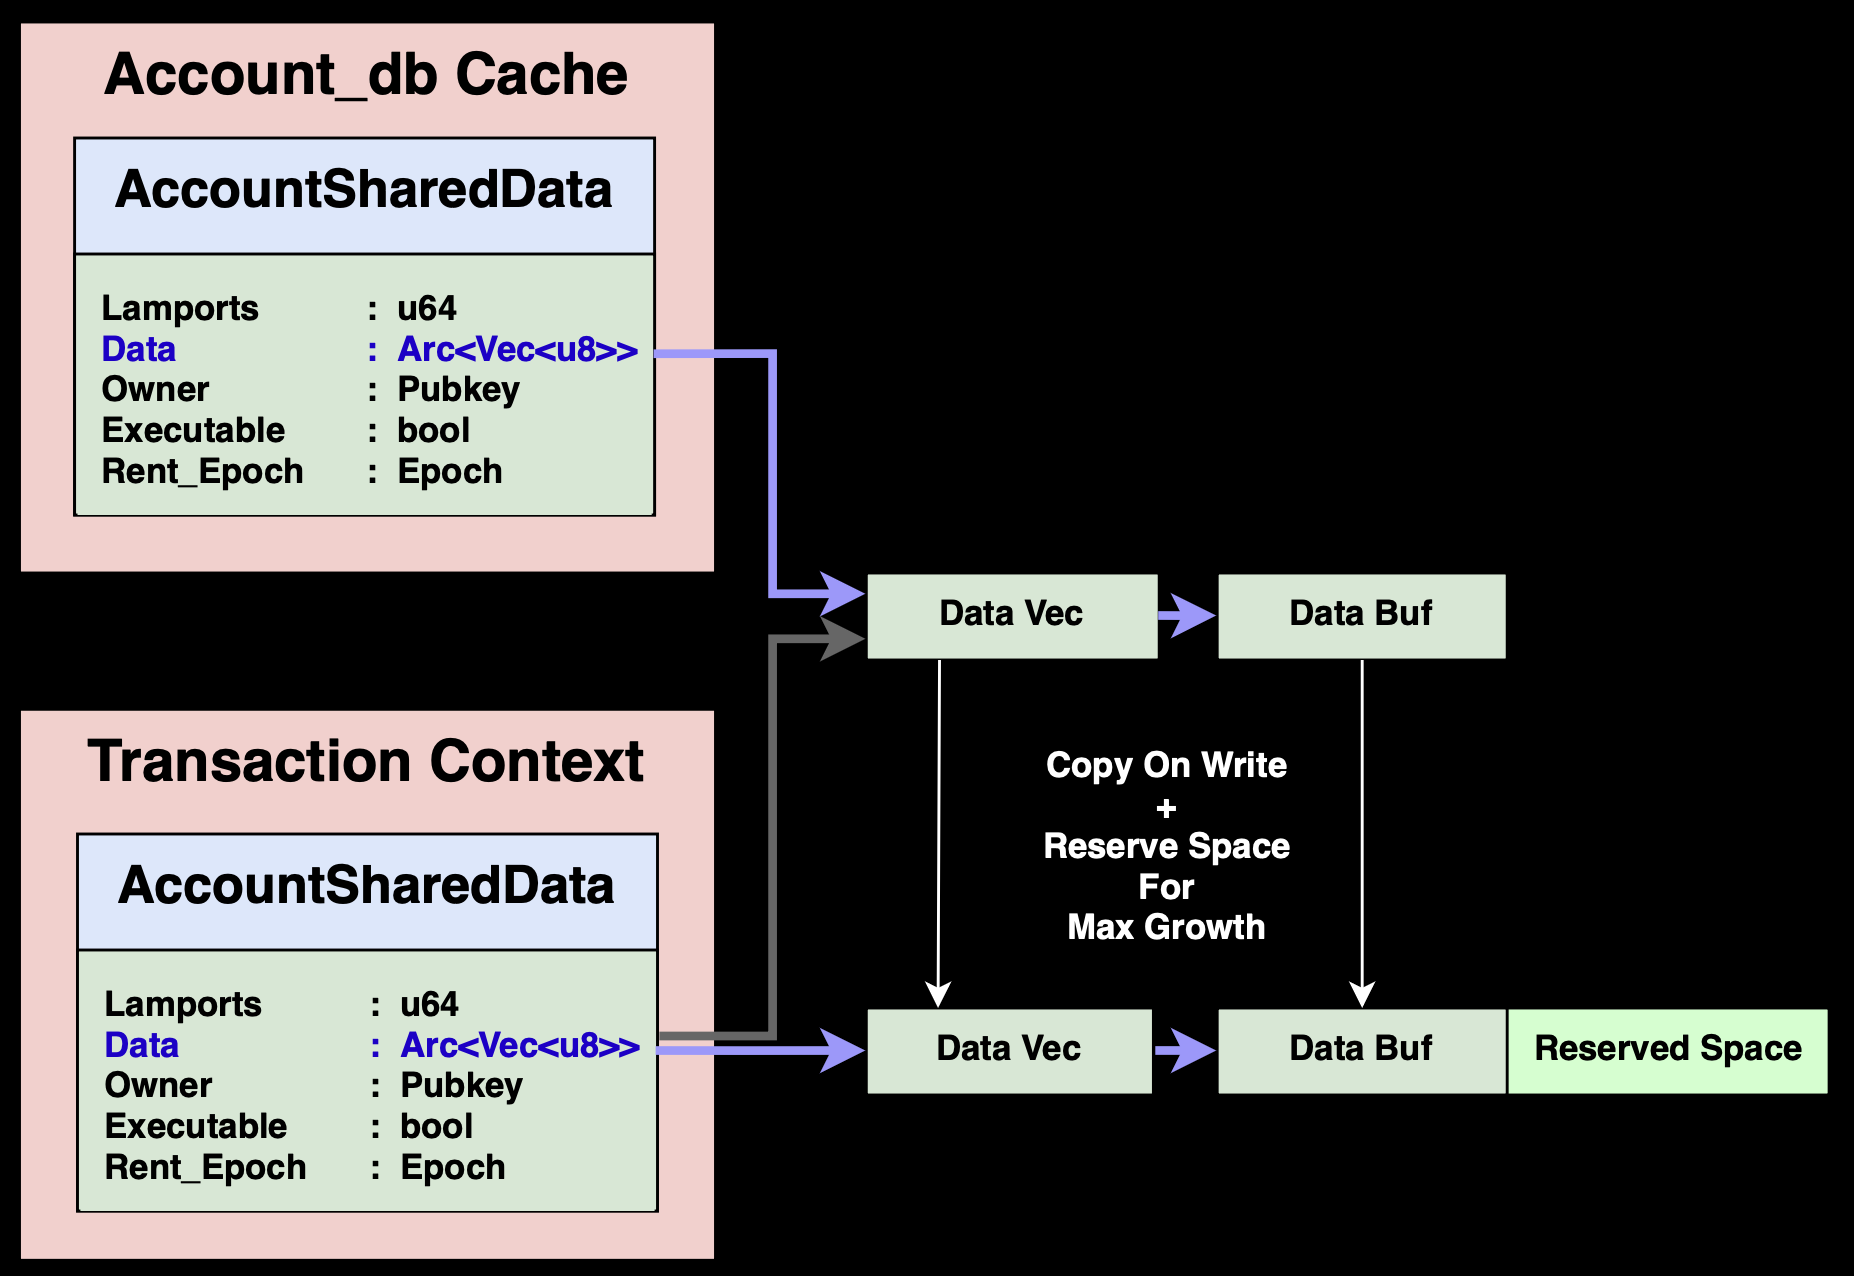 Account_db Cache
AccountSharedData
Lamports : u64
Data : Arc<Vec<u8>>
Owner : Pubkey
Executable : bool
Rent_Epoch : Epoch
Data Vec
Data Buf
Transaction Context
AccountSharedData
Lamports : u64
Data : Arc<Vec<u8>>
Owner : Pubkey
Executable : bool
Rent_Epoch : Epoch
Copy On Write
+
Reserve Space
For
Max Growth
Data Vec
Data Buf
Reserved Space